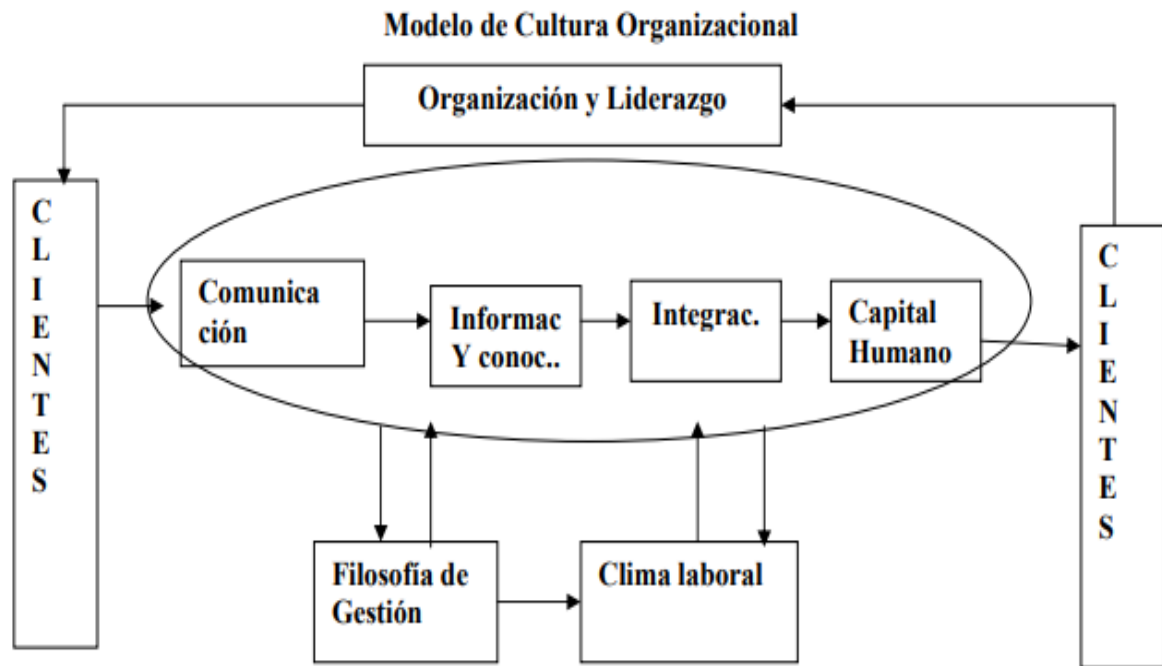 Modelo de Cultura Organizacional
Organización y Liderazgo
C
L
I
E
N
T
E
S
Comunica
ción
Informac
Y conoc..
Integrac.
Capital
Humano
C
L
I
E
N
T
E
S
Filosofía de
Gestión
Clima laboral